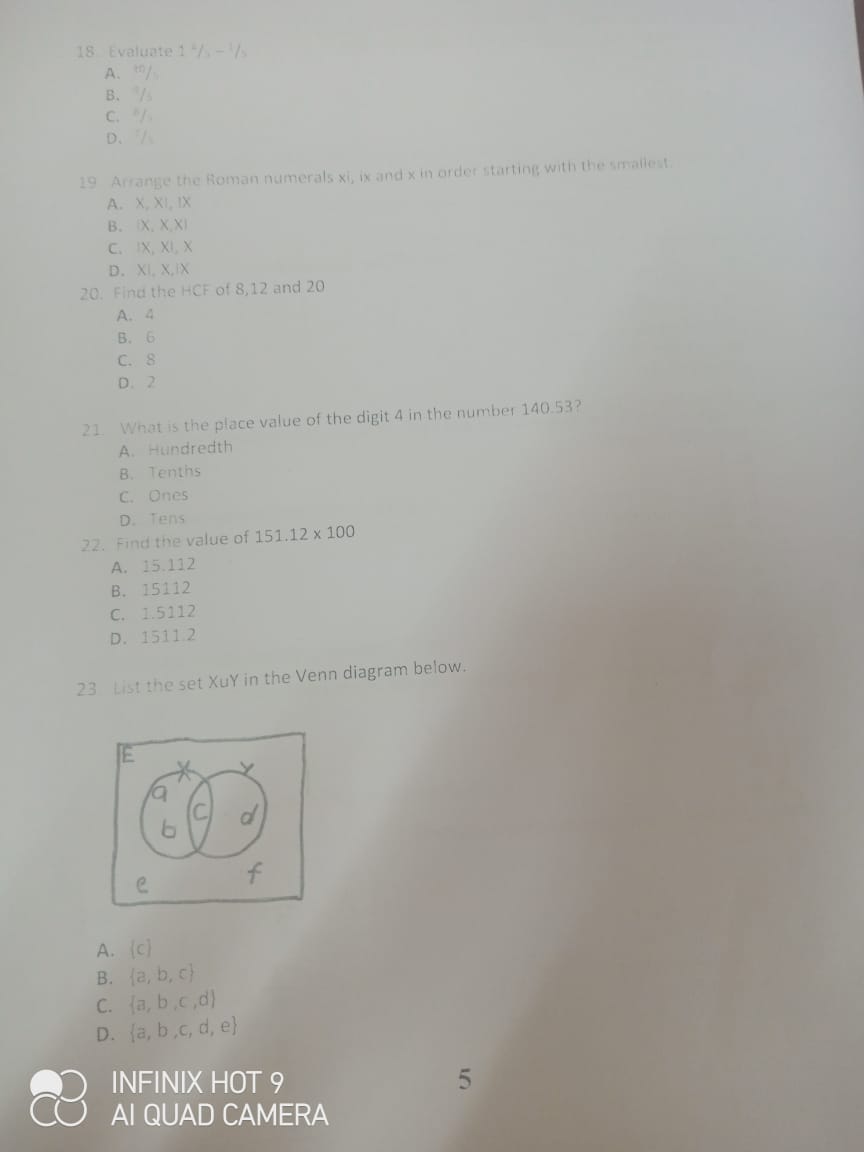 18. Evaluate 1 ⁴/₅ – ¹/₅
A. ¹⁰/₅
B. ⁹/₅
C. ⁸/₅
D.
19 Arrange the Roman numerals xi, ix and x in order starting with the smallest.
A. X, XI, IX
B. IX, X,XI
C. IX, XI, X
D. XI, X,IX
20. Find the HCF of 8,12 and 20
A. 4
B. 6
C. 8
D. 2
21. What is the place value of the digit 4 in the number 140.53?
A. Hundredth
B. Tenths
C. Ones
D. Tens
22. Find the value of 151.12 x 100
A. 15.112
B. 15112
C. 1.5112
D. 1511.2
23 List the set XuY in the Venn diagram below.
E
X Y
a
b c d
e f
A. {c}
B. {a, b, c}
C. {a, b ,c ,d}
D. {a, b ,c, d, e}
5
INFINIX HOT 9
AI QUAD CAMERA